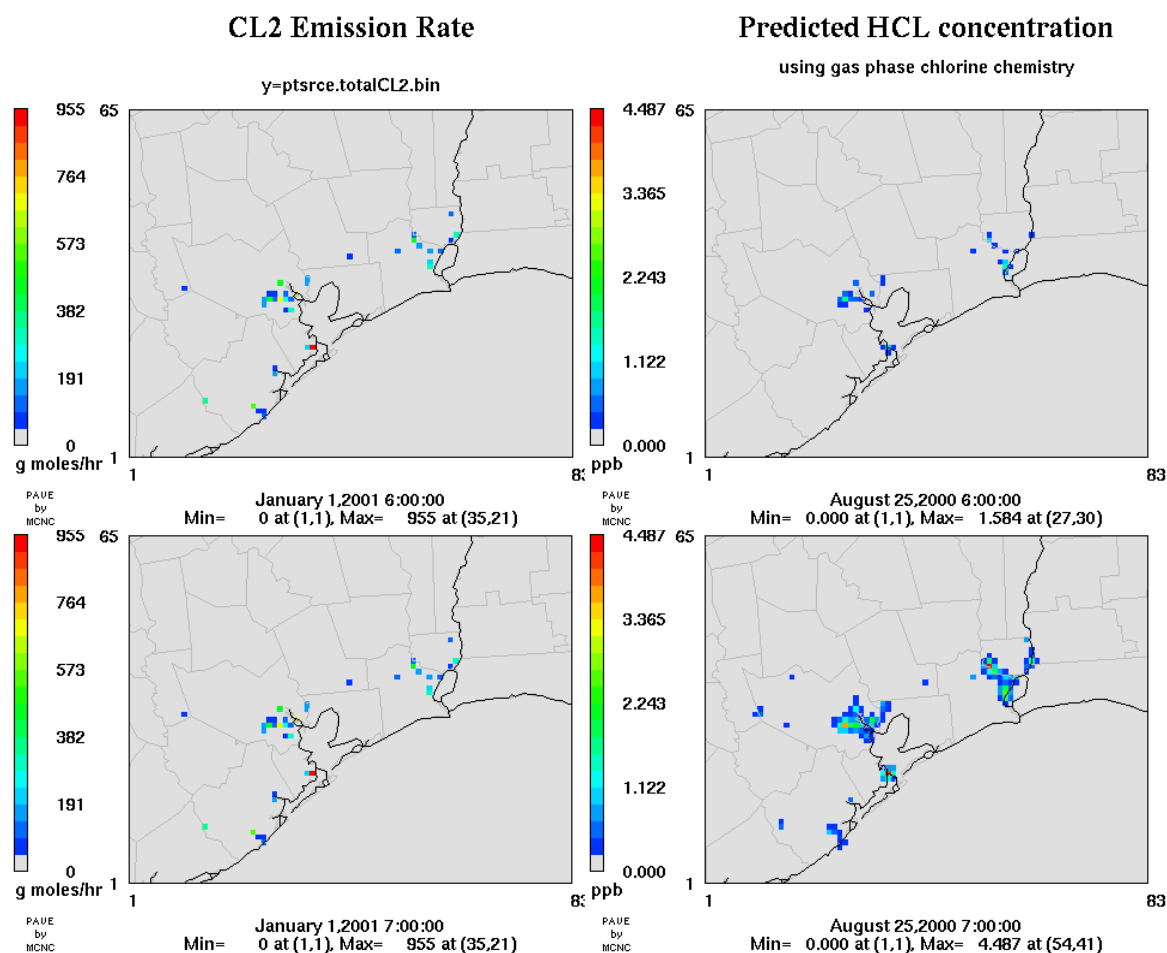 CL2 Emission Rate
Predicted HCL concentration
using gas phase chlorine chemistry
y=ptsrce.totalCL2.bin
955
764
573
382
191
0
g moles/hr
65
1
1
83
PAVE
by
MCNC
January 1,2001 6:00:00
Min= 0 at (1,1), Max= 955 at (35,21)
4.487
3.365
2.243
1.122
0.000
ppb
65
1
1
83
PAVE
by
MCNC
August 25,2000 6:00:00
Min= 0.000 at (1,1), Max= 1.584 at (27,30)
955
764
573
382
191
0
g moles/hr
65
1
1
83
PAVE
by
MCNC
January 1,2001 7:00:00
Min= 0 at (1,1), Max= 955 at (35,21)
4.487
3.365
2.243
1.122
0.000
ppb
65
1
1
83
PAVE
by
MCNC
August 25,2000 7:00:00
Min= 0.000 at (1,1), Max= 4.487 at (54,41)